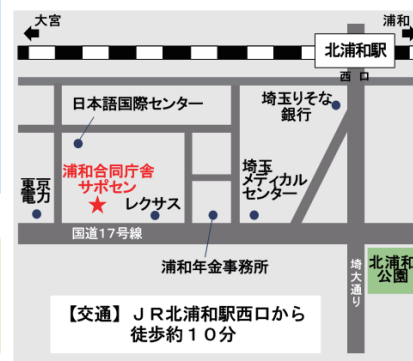 大宮
浦和
北浦和駅
西口
日本語国際センター
埼玉りそな
銀行
浦和合同庁舎
サポセン
東京
電力
レクサス
埼玉
メディカル
センター
国道17号線
浦和年金事務所
埼大通り
北浦和
公園
【交通】ＪＲ北浦和駅西口から
徒歩約１０分